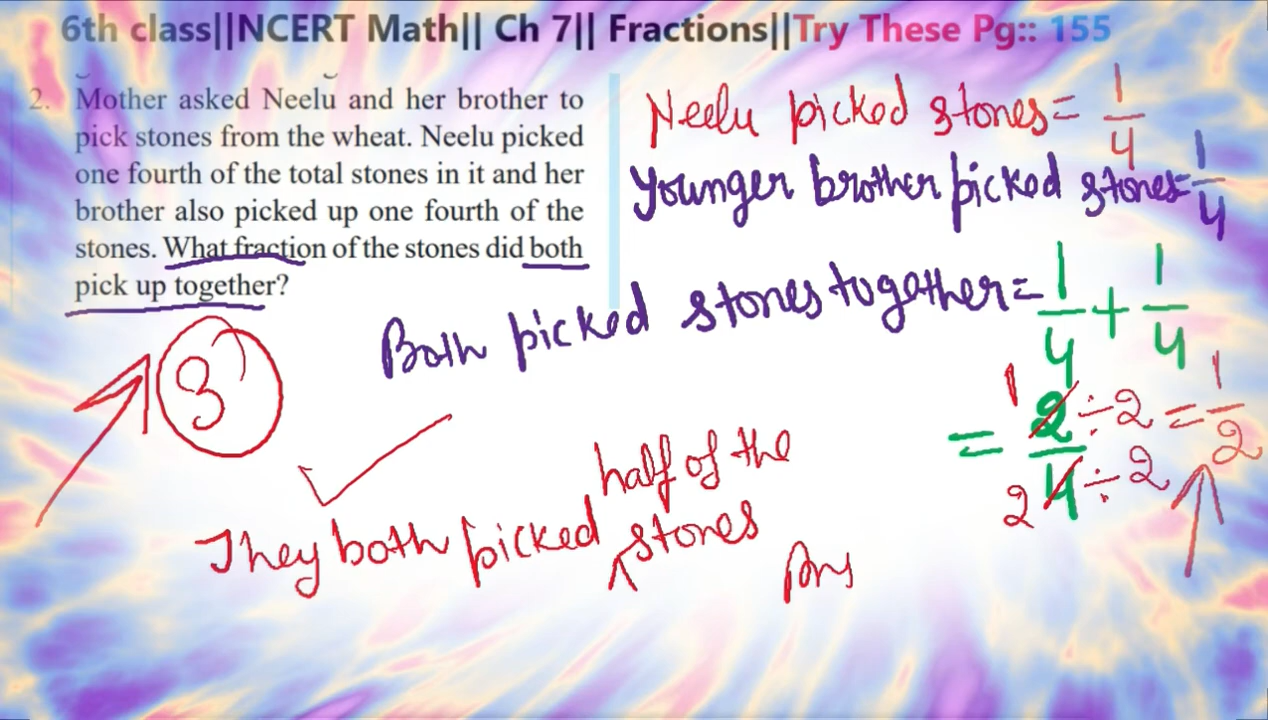 6th class||NCERT Math|| Ch 7|| Fractions||Try These Pg:: 155
2. Mother asked Neelu and her brother to
pick stones from the wheat. Neelu picked
one fourth of the total stones in it and her
brother also picked up one fourth of the
stones. What fraction of the stones did both
pick up together?
Neelu picked stones = 1/4
Younger brother picked stones = 1/4
Both picked stones together = 1/4 + 1/4
= 2/4 ÷2 ÷2 = 1/2
1
2
3
half of the
They both picked stones
Ans